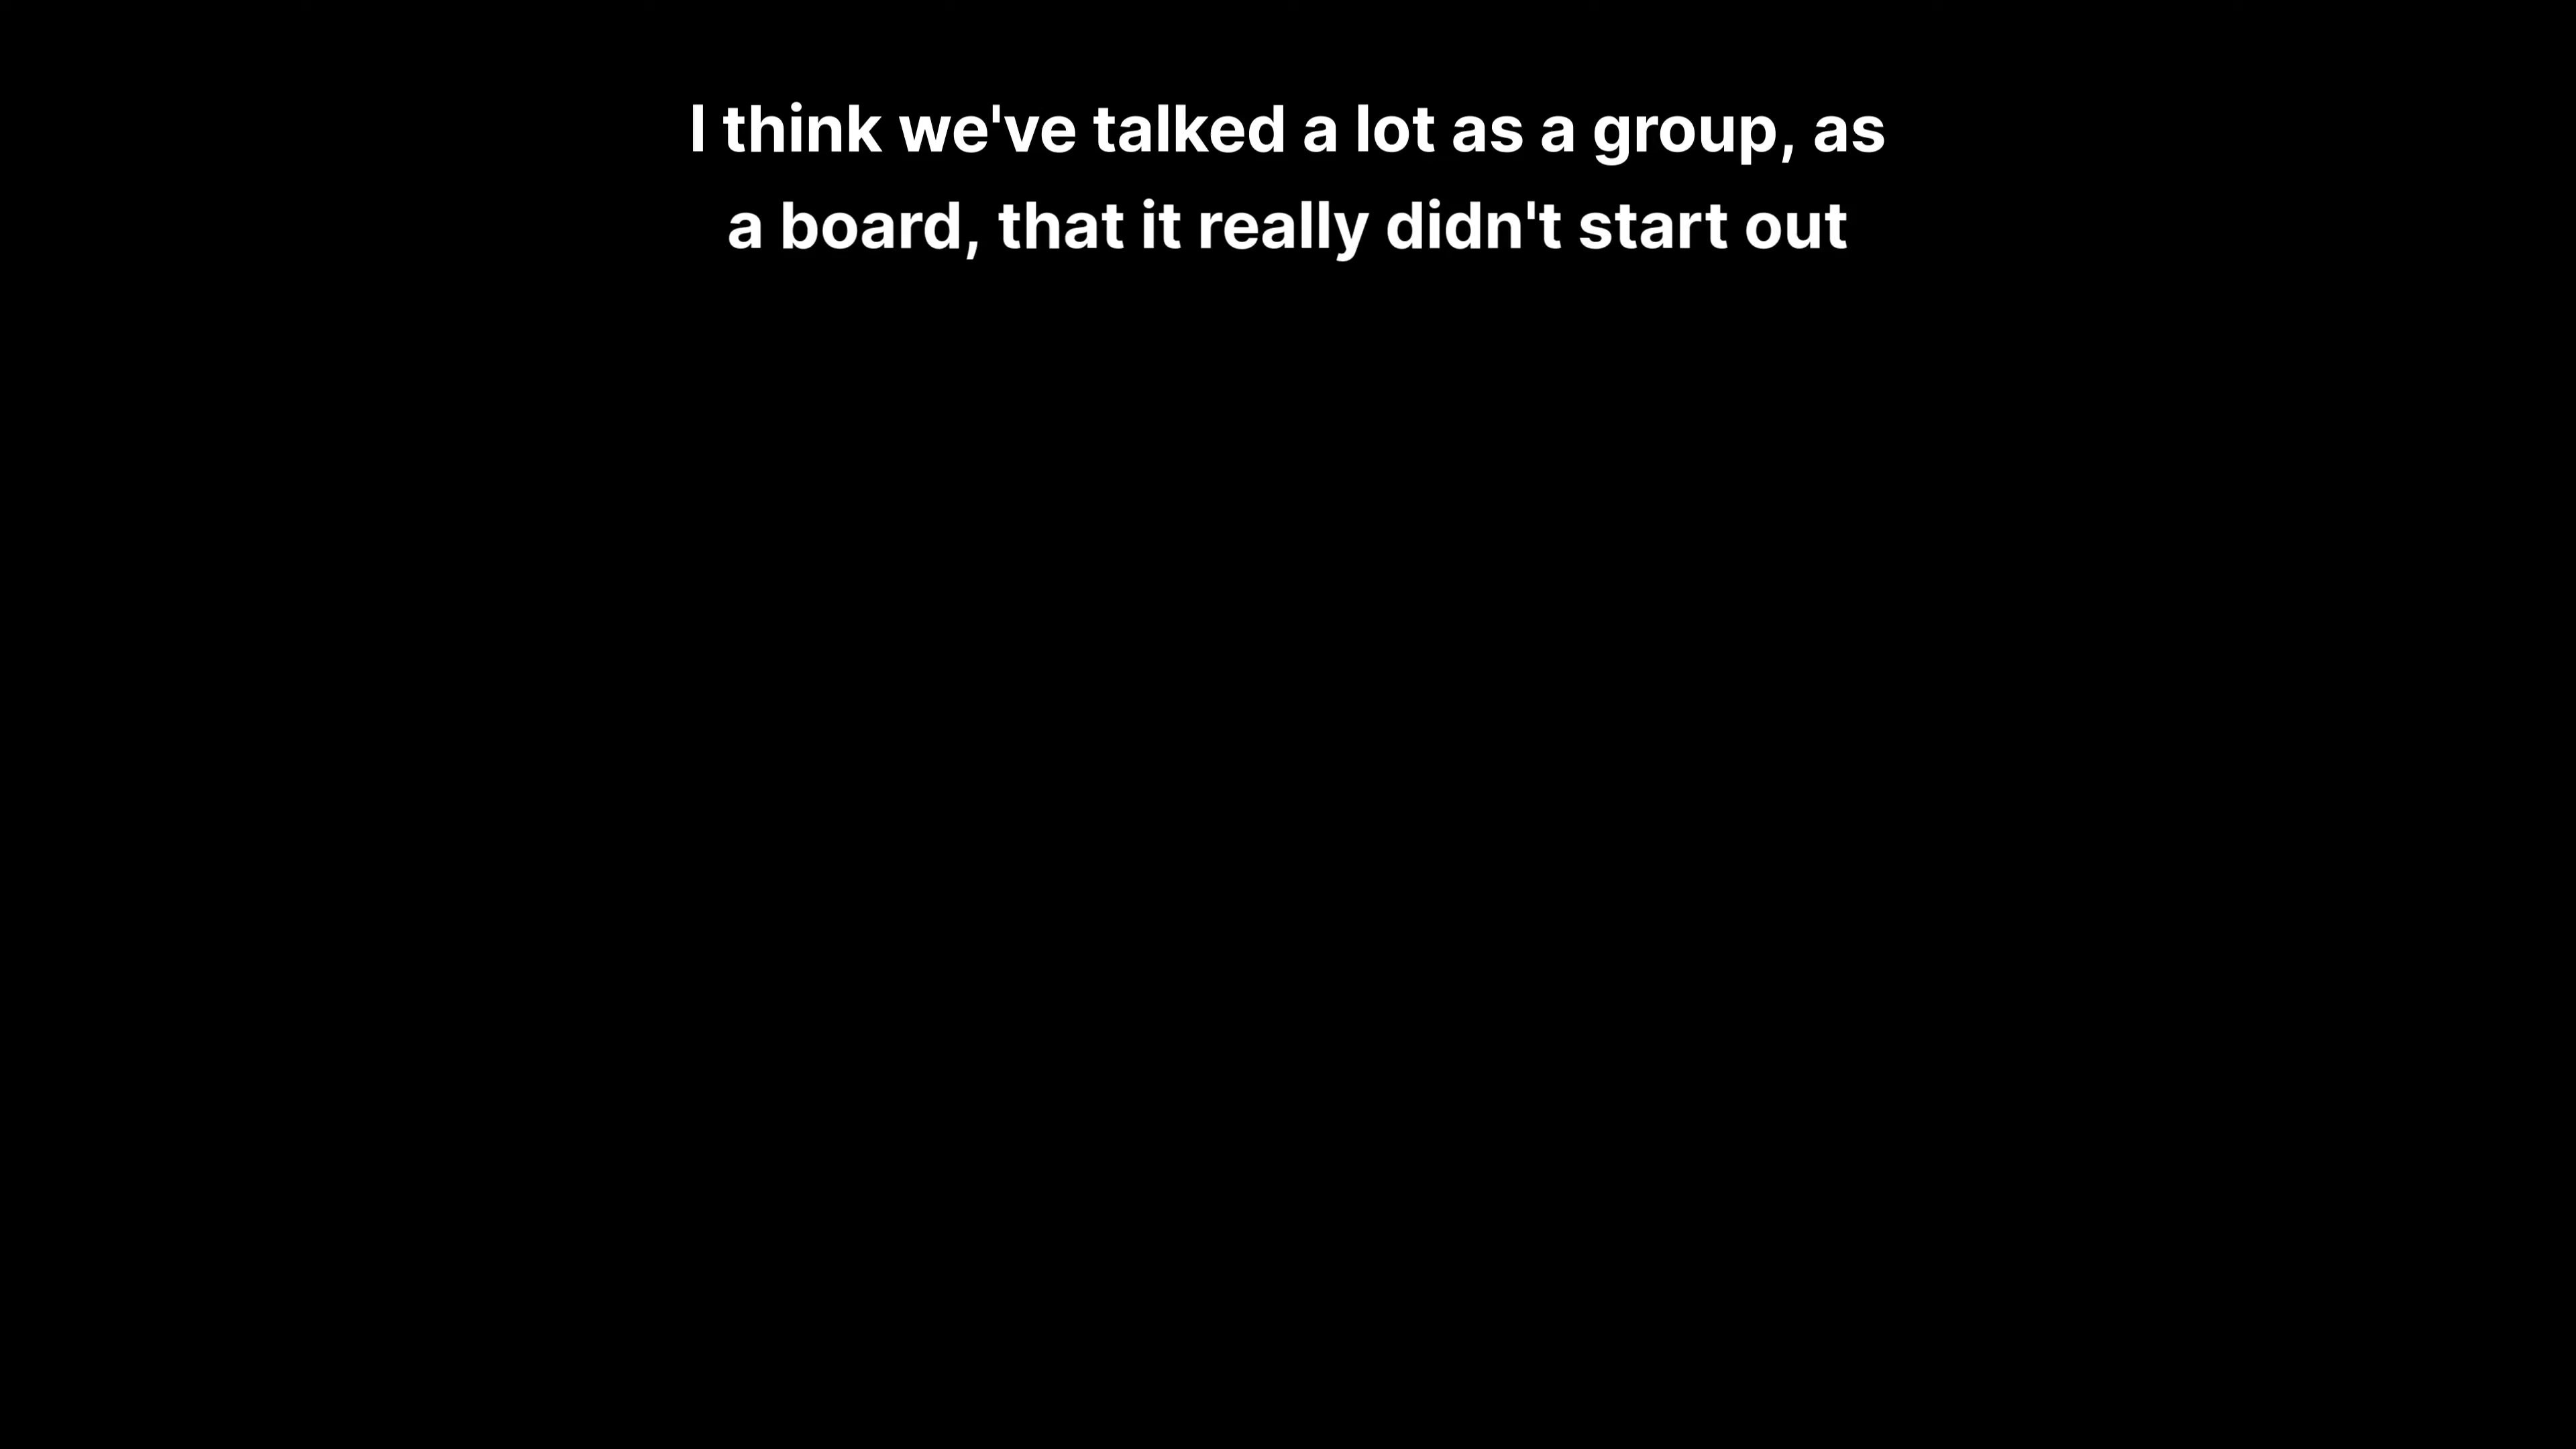 I think we've talked a lot as a group, as
a board, that it really didn't start out